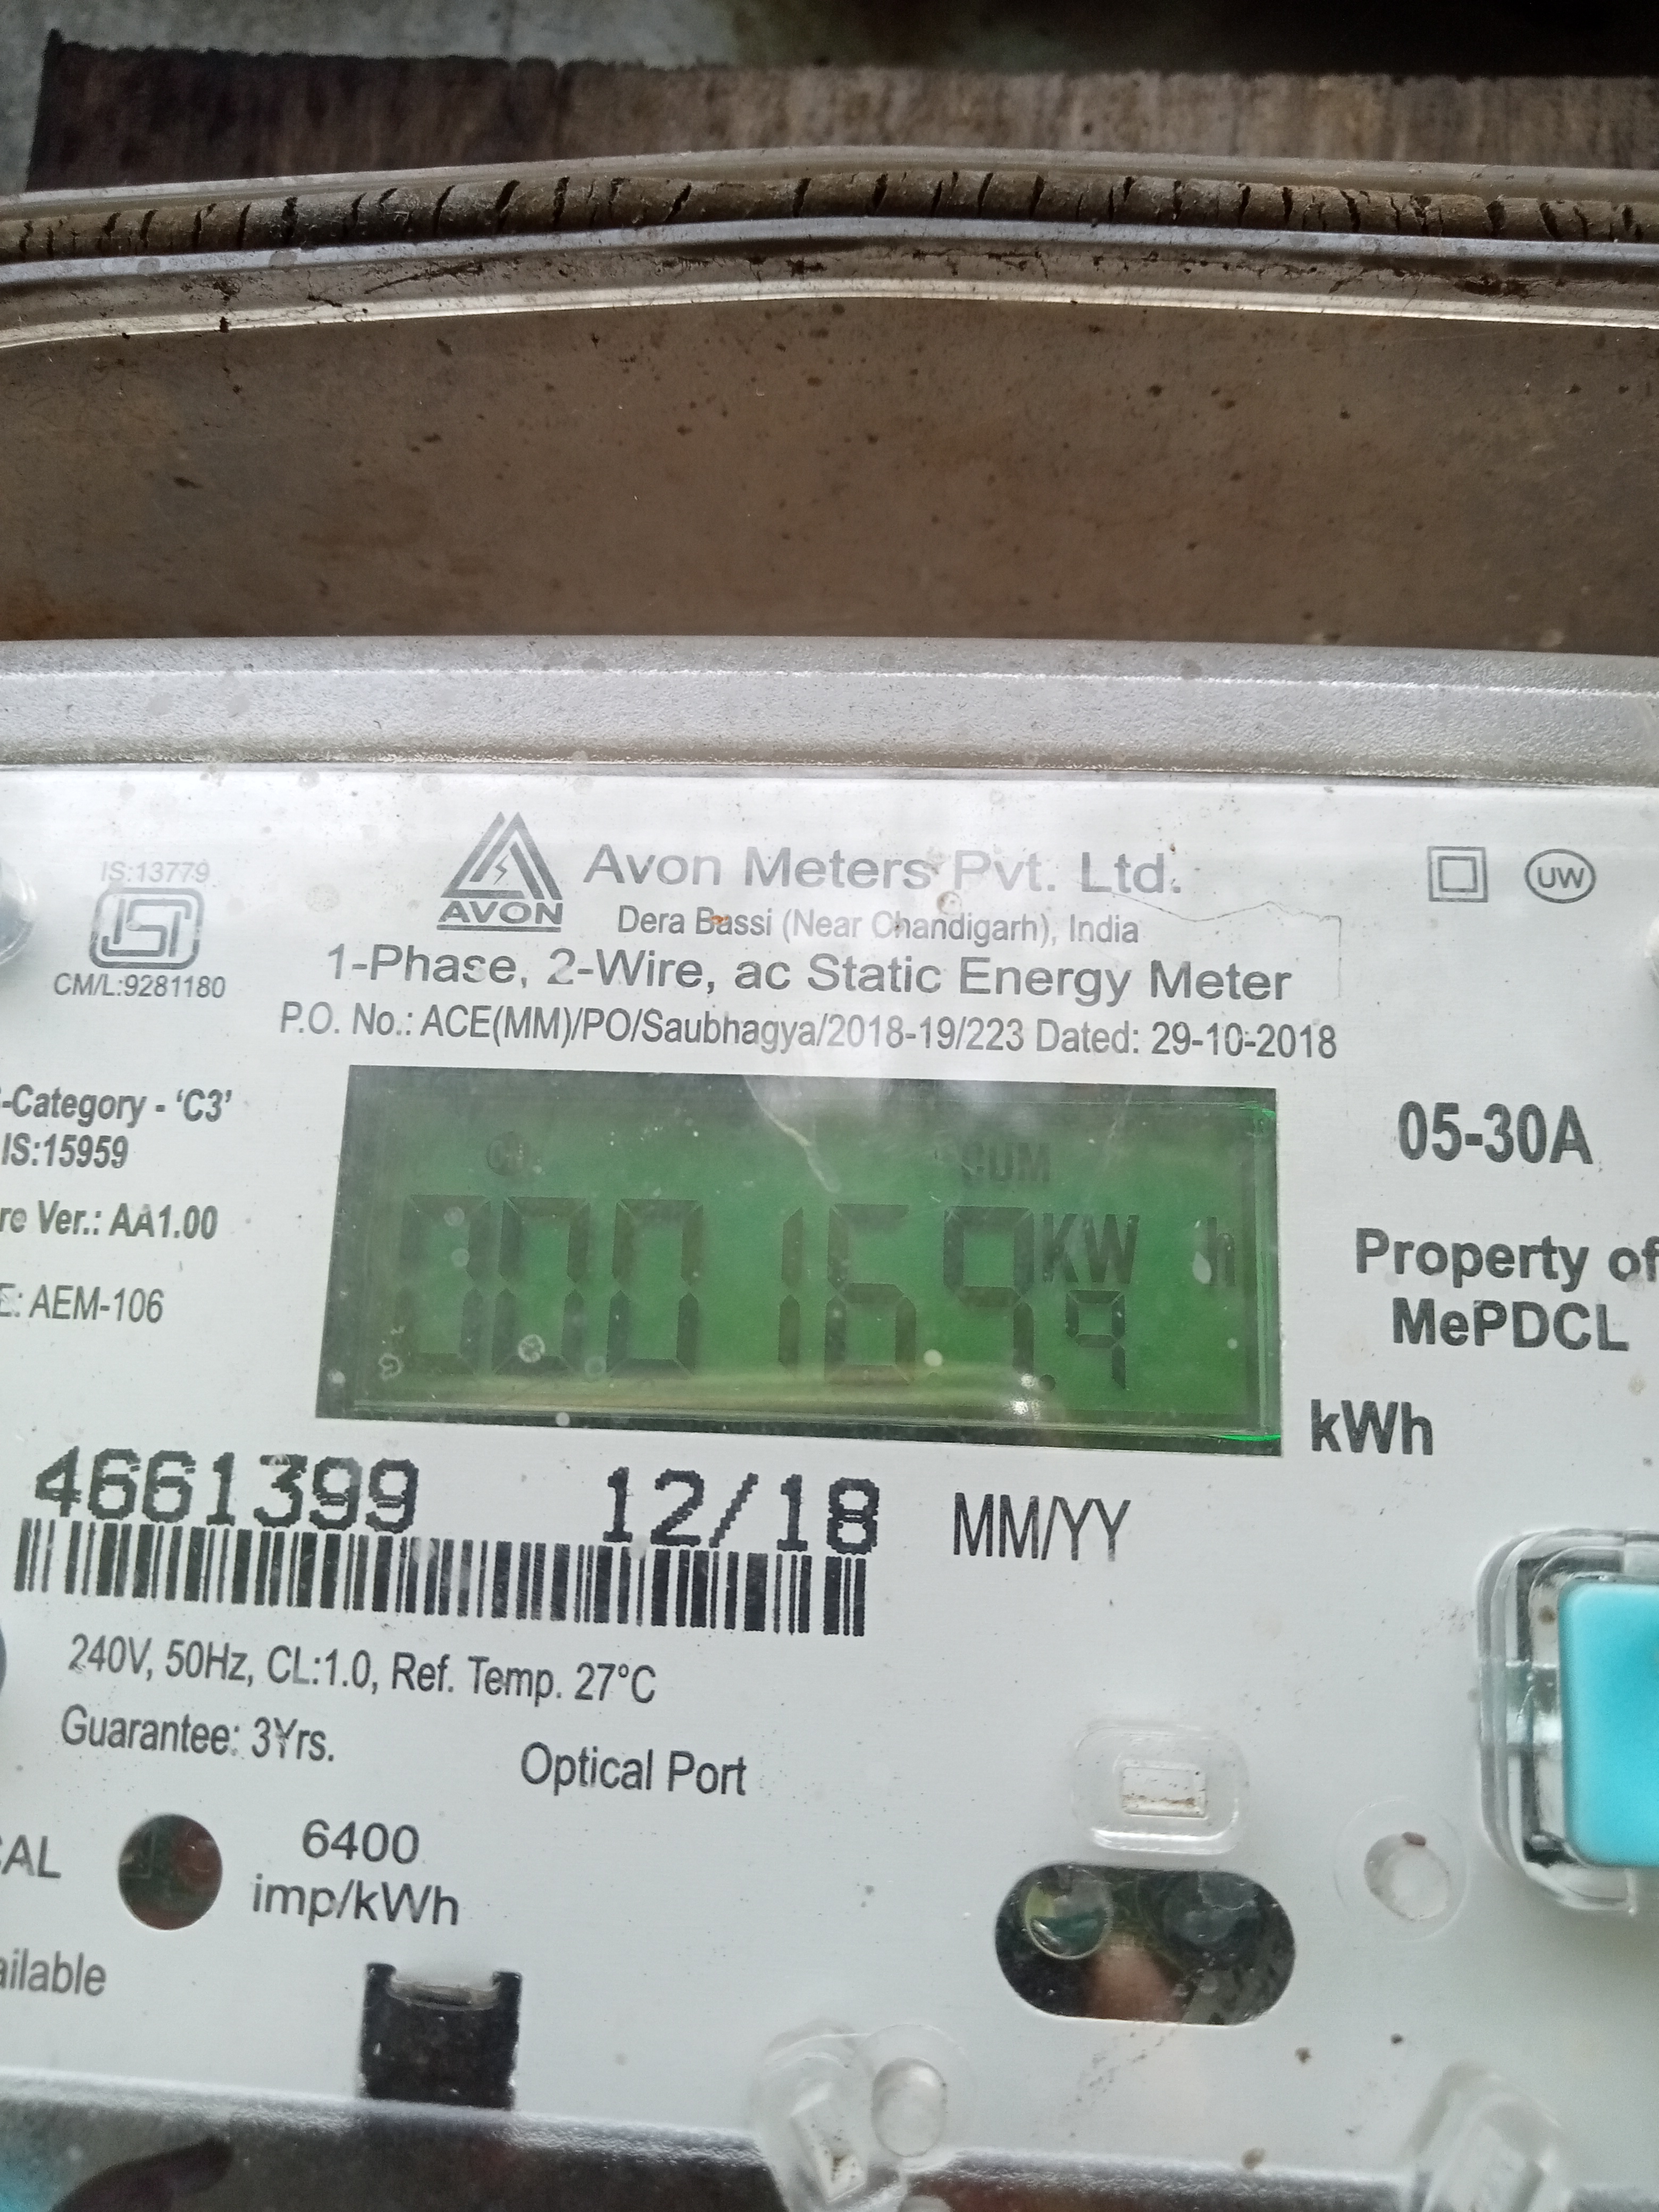 IS:13779
ISI
CM/L:9281180
AVON
Avon Meters Pvt. Ltd.
Dera Bassi (Near Chandigarh), India
1-Phase, 2-Wire, ac Static Energy Meter
P.O. No.: ACE(MM)/PO/Saubhagya/2018-19/223 Dated: 29-10-2018
UW
-Category - ‘C3’
IS:15959
Ver.: AA1.00
AEM-106
CUM
000169.9 KW h
05-30A
Property of
MePDCL
kWh
4661399 12/18 MM/YY
240V, 50Hz, CL:1.0, Ref. Temp. 27°C
Guarantee: 3Yrs.
Optical Port
6400
imp/kWh